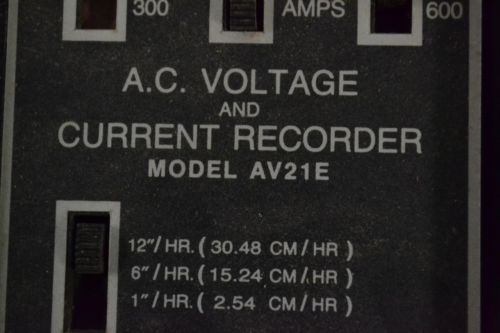 300 AMPS 600
A.C. VOLTAGE
AND
CURRENT RECORDER
MODEL AV21E
12"/HR. ( 30.48 CM/HR )
6"/HR. ( 15.24 CM/HR )
1"/HR. ( 2.54 CM/HR )